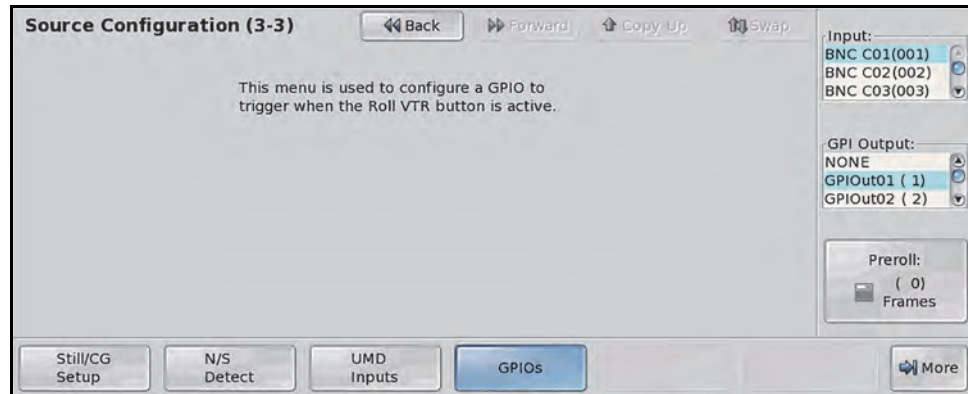 Source Configuration (3-3)
Back
Forward
Copy Up
Swap
This menu is used to configure a GPIO to
trigger when the Roll VTR button is active.
Input:
BNC C01(001)
BNC C02(002)
BNC C03(003)
GPI Output:
NONE
GPIOut01 ( 1)
GPIOut02 ( 2)
Preroll:
( 0)
Frames
Still/CG
Setup
N/S
Detect
UMD
Inputs
GPIOs
More